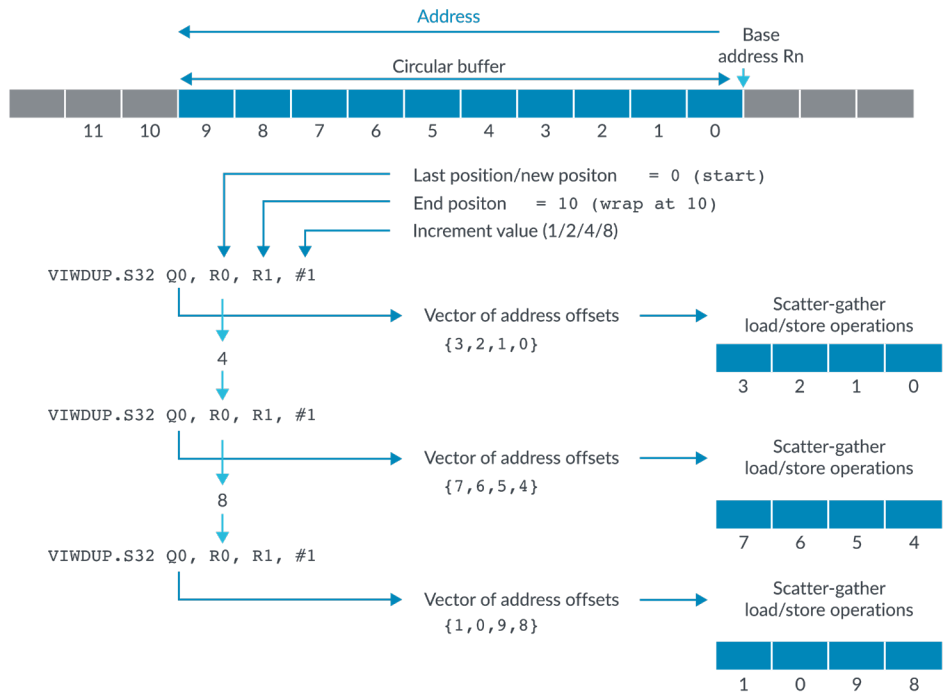 Address
Base
address Rn
Circular buffer
11 10 9 8 7 6 5 4 3 2 1 0
Last position/new positon = 0 (start)
End positon = 10 (wrap at 10)
Increment value (1/2/4/8)
VIWDUP.S32 Q0, R0, R1, #1
Vector of address offsets
{3,2,1,0}
Scatter-gather
load/store operations
3 2 1 0
4
VIWDUP.S32 Q0, R0, R1, #1
Vector of address offsets
{7,6,5,4}
Scatter-gather
load/store operations
7 6 5 4
8
VIWDUP.S32 Q0, R0, R1, #1
Vector of address offsets
{1,0,9,8}
Scatter-gather
load/store operations
1 0 9 8